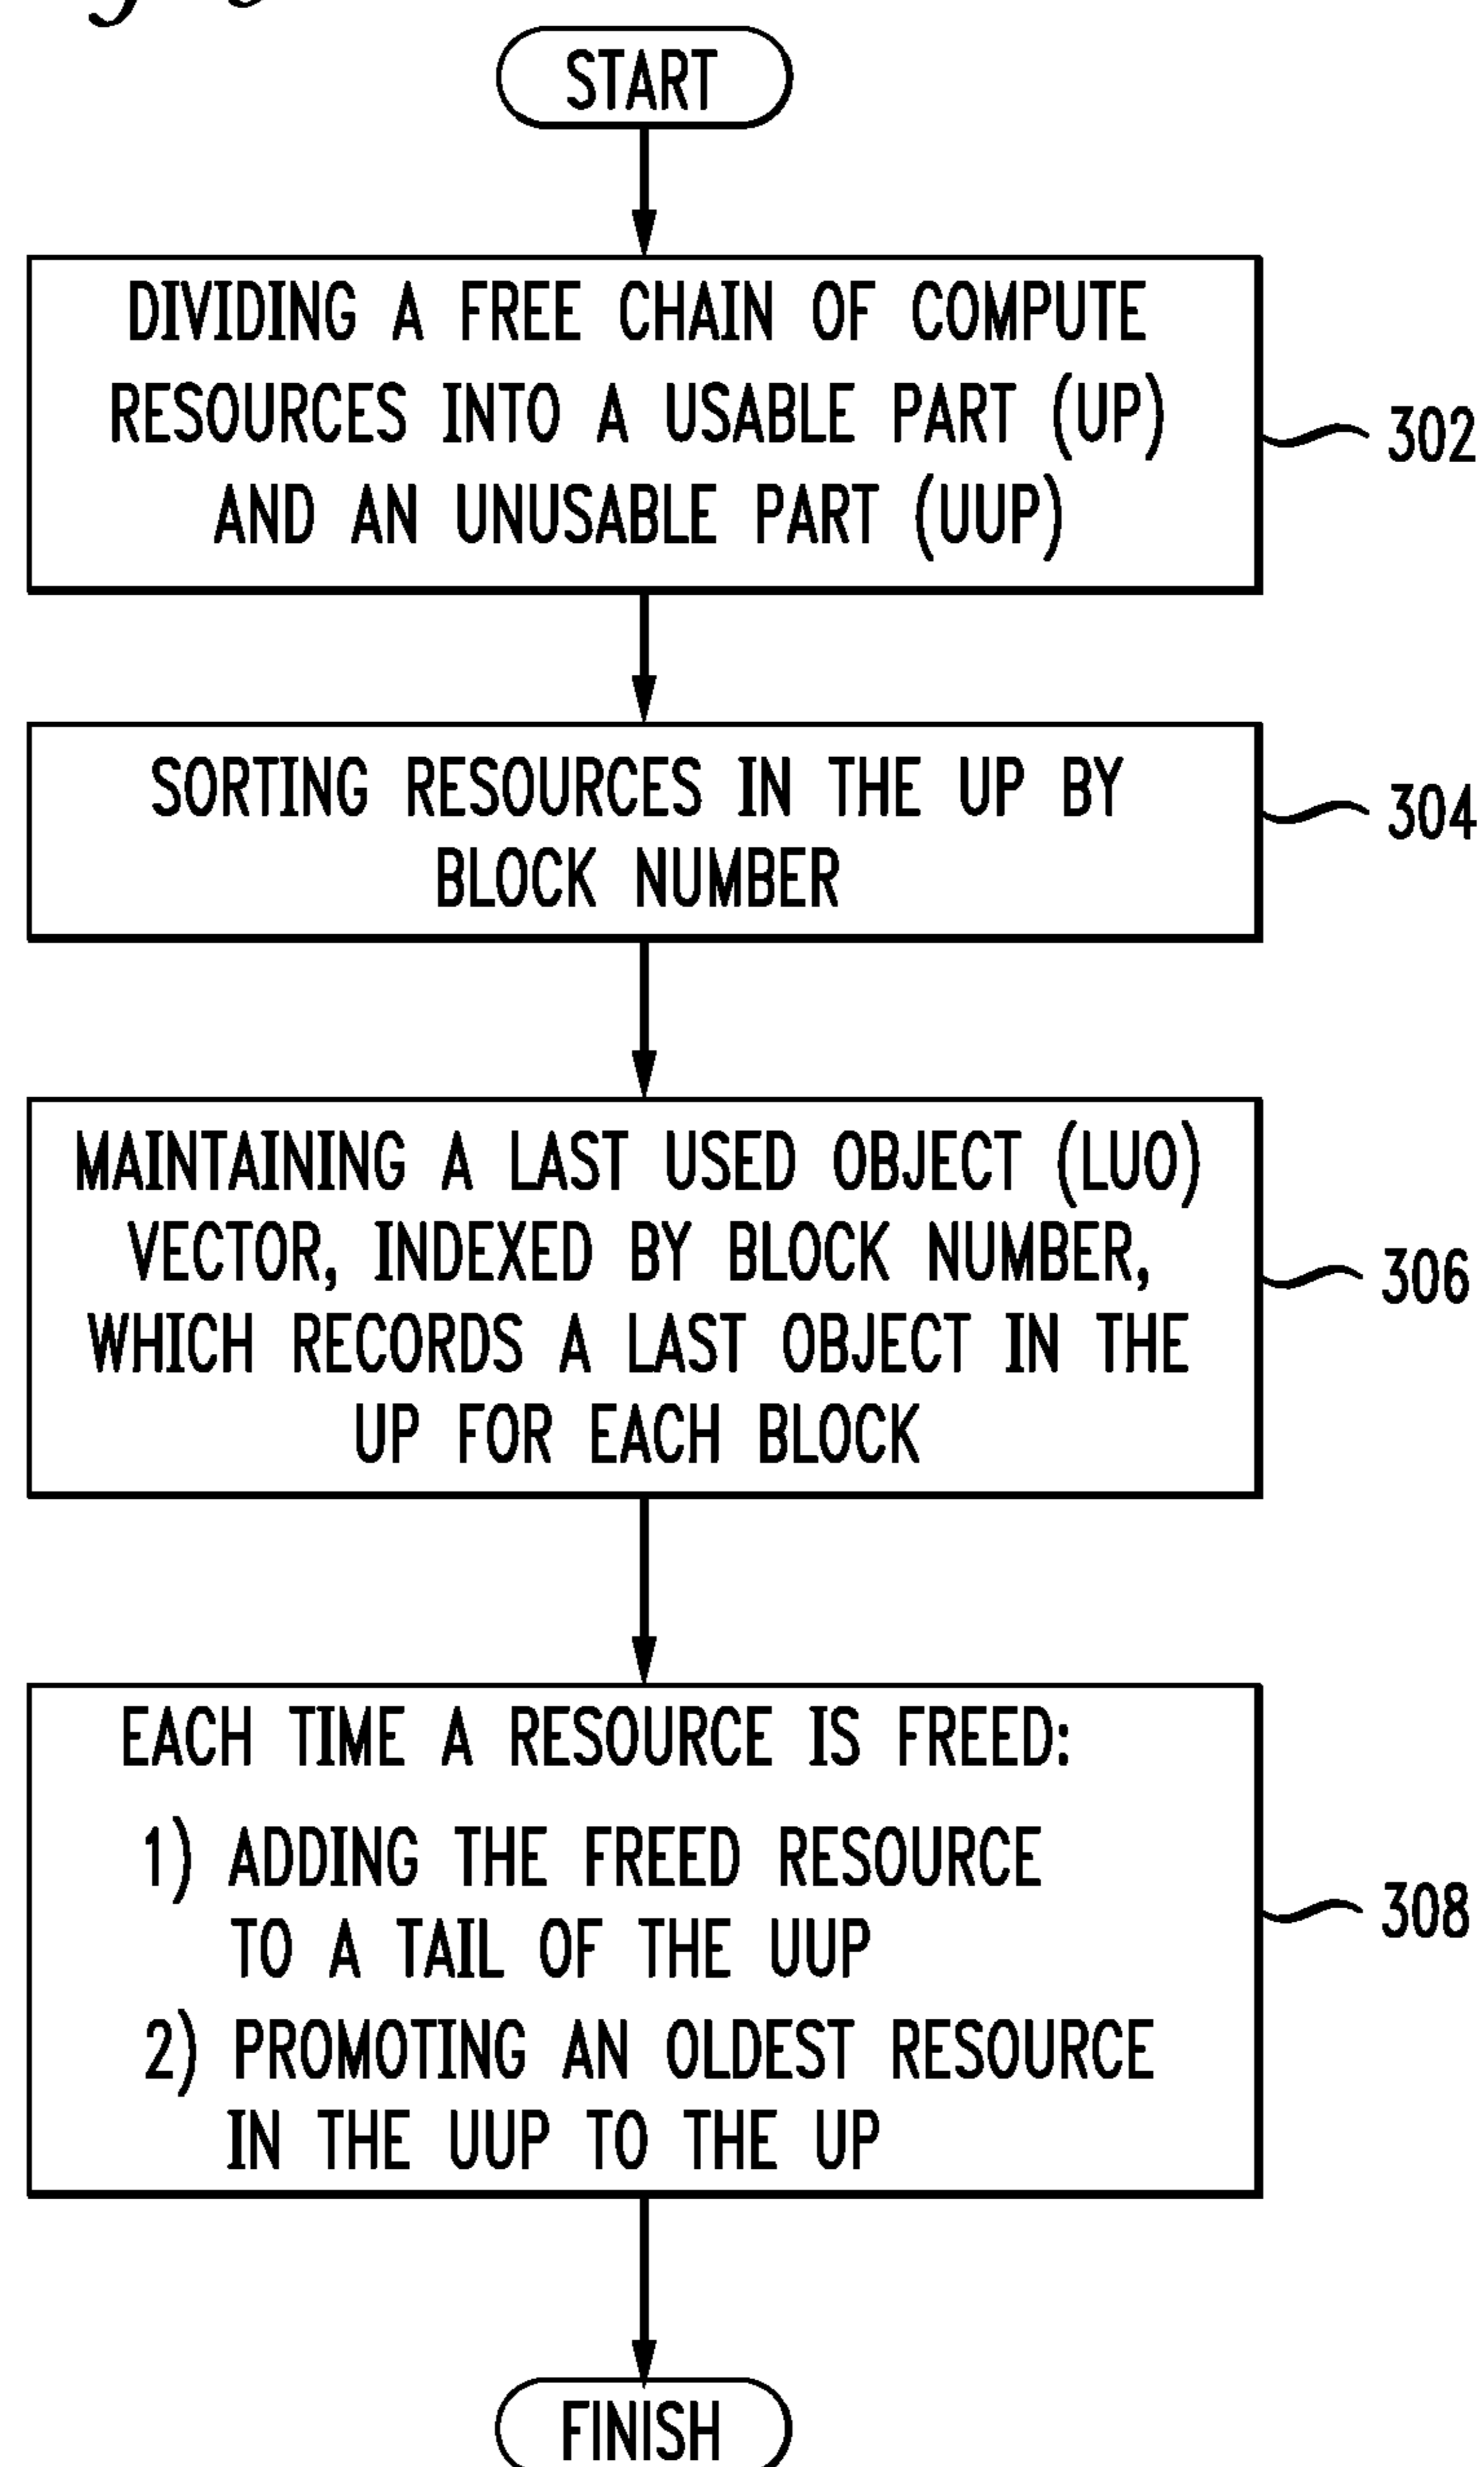 START
DIVIDING A FREE CHAIN OF COMPUTE
RESOURCES INTO A USABLE PART (UP)
AND AN UNUSABLE PART (UUP)
302
SORTING RESOURCES IN THE UP BY
BLOCK NUMBER
304
MAINTAINING A LAST USED OBJECT (LUO)
VECTOR, INDEXED BY BLOCK NUMBER,
WHICH RECORDS A LAST OBJECT IN THE
UP FOR EACH BLOCK
306
EACH TIME A RESOURCE IS FREED:
1) ADDING THE FREED RESOURCE
TO A TAIL OF THE UUP
2) PROMOTING AN OLDEST RESOURCE
IN THE UUP TO THE UP
308
FINISH